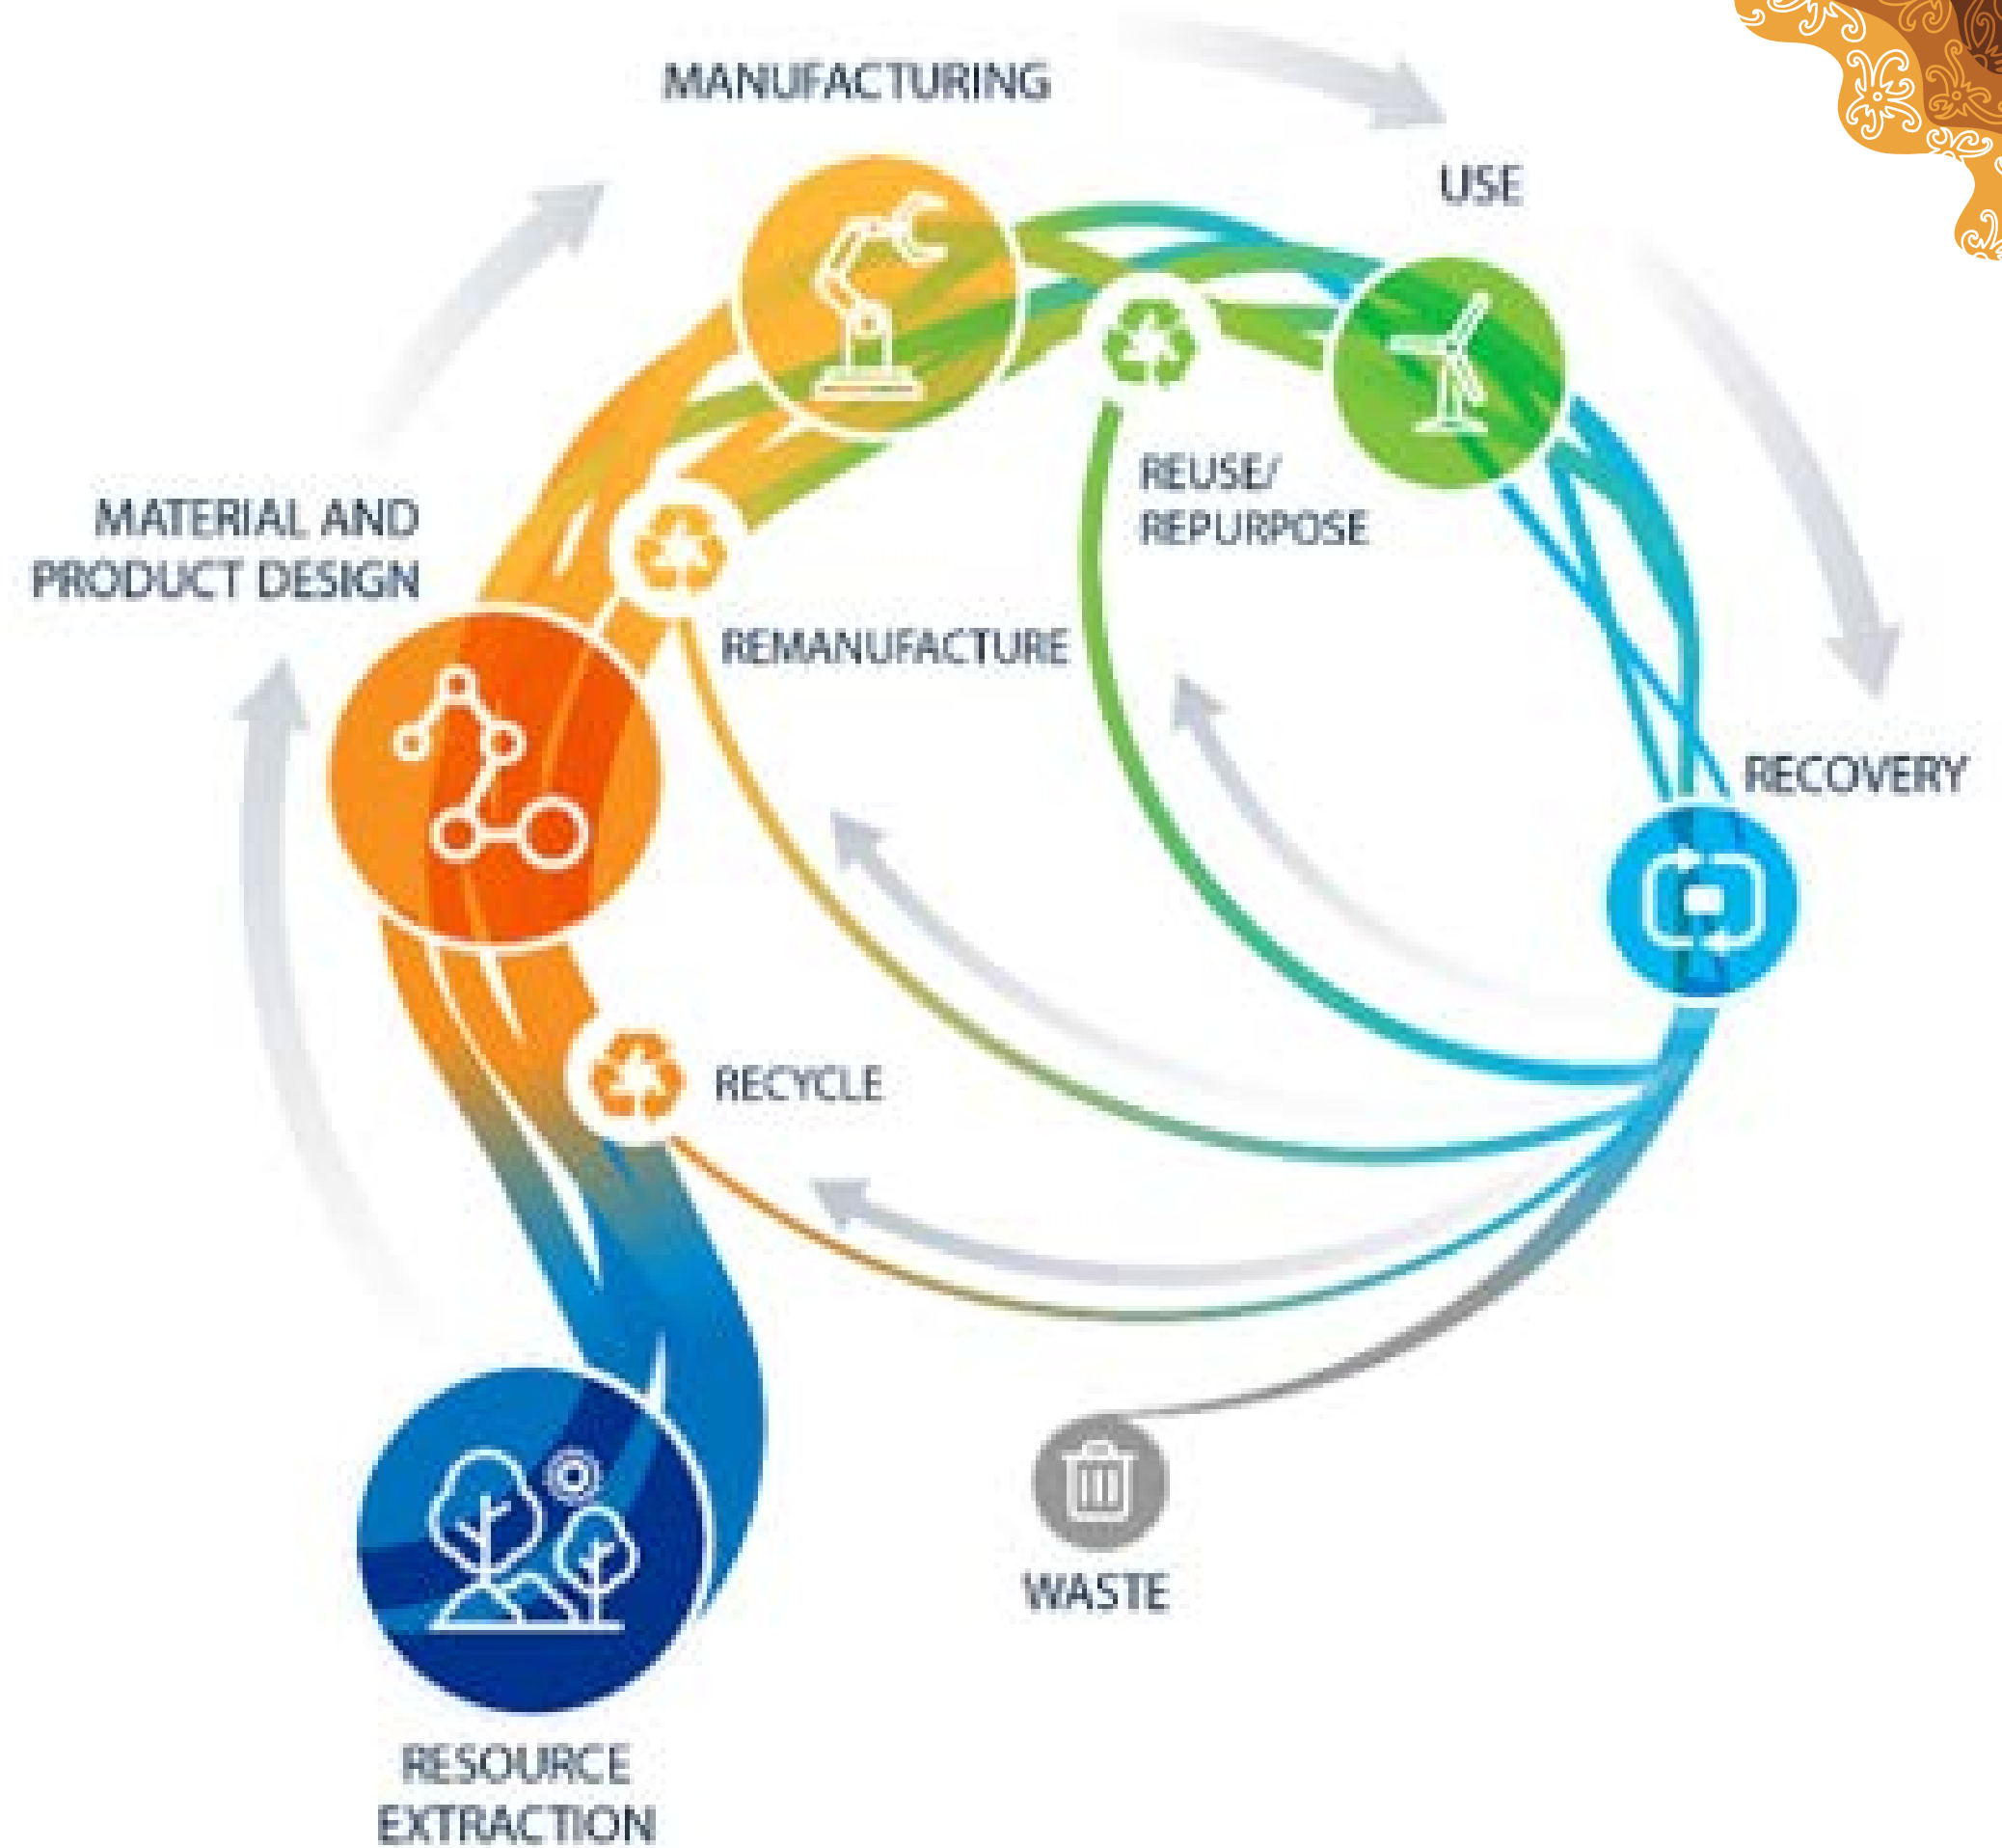 MANUFACTURING
USE
MATERIAL AND
PRODUCT DESIGN
REUSE/
REPURPOSE
REMANUFACTURE
RECOVERY
RECYCLE
WASTE
RESOURCE
EXTRACTION